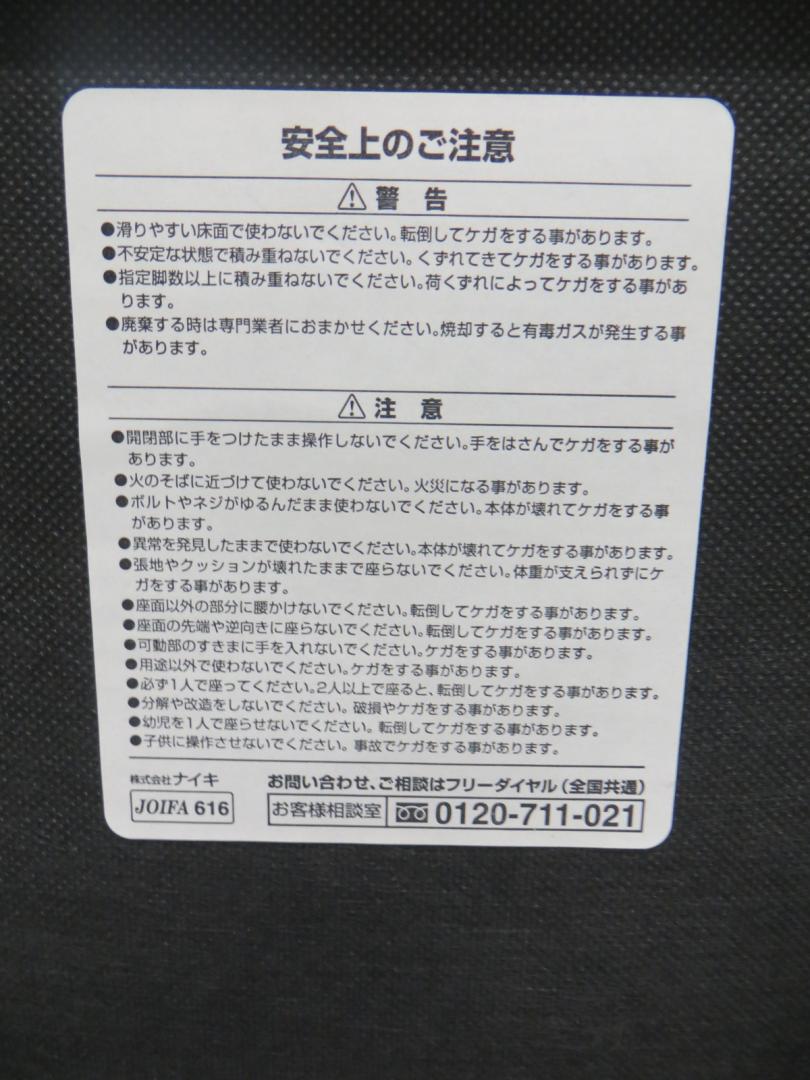 安全上のご注意
⚠ 警 告
●滑りやすい床面で使わないでください。転倒してケガをする事があります。
●不安定な状態で積み重ねないでください。くずれてきてケガをする事があります。
●指定脚数以上に積み重ねないでください。荷くずれによってケガをする事があ
ります。
●廃棄する時は専門業者におまかせください。焼却すると有毒ガスが発生する事
があります。
⚠ 注 意
●開閉部に手をつけたまま操作しないでください。手をはさんでケガをする事が
あります。
●火のそばに近づけて使わないでください。火災になる事があります。
●ボルトやネジがゆるんだまま使わないでください。本体が壊れてケガをする事
があります。
●異常を発見したままで使わないでください。本体が壊れてケガをする事があります。
●張地やクッションが壊れたままで座らないでください。体重が支えられずにケ
ガをする事があります。
●座面以外の部分に腰かけないでください。転倒してケガをする事があります。
●座面の先端や逆向きに座らないでください。転倒してケガをする事があります。
●可動部のすきまに手を入れないでください。ケガをする事があります。
●用途以外で使わないでください。ケガをする事があります。
●必ず1人で座ってください。2人以上で座ると、転倒してケガをする事があります。
●分解や改造をしないでください。破損やケガをする事があります。
●幼児を1人で座らせないでください。転倒してケガをする事があります。
●子供に操作させないでください。事故でケガをする事があります。
株式会社ナイキ
JOIFA 616
お問い合わせ、ご相談はフリーダイヤル(全国共通)
お客様相談室 0120-711-021